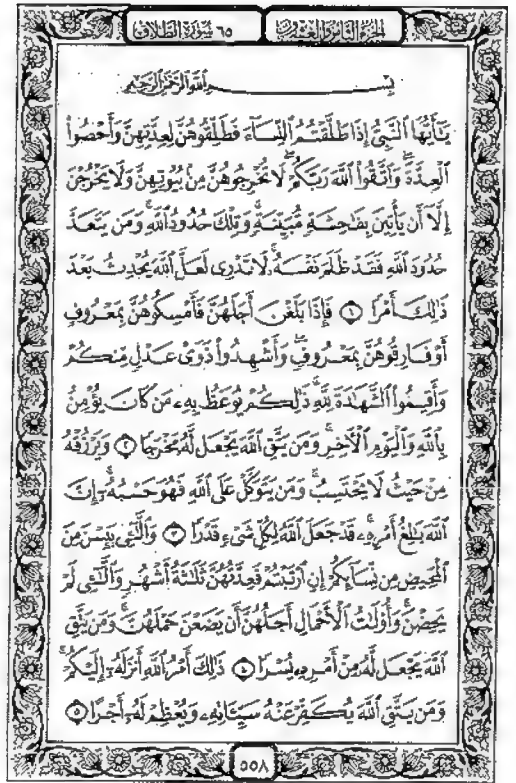 الجزء الثامن والعشرون
٦٥ سورة الطلاق
بِسْمِ اللَّهِ الرَّحْمَٰنِ الرَّحِيمِ
يَٰٓأَيُّهَا ٱلنَّبِيُّ إِذَا طَلَّقْتُمُ ٱلنِّسَآءَ فَطَلِّقُوهُنَّ لِعِدَّتِهِنَّ وَأَحْصُوا۟
ٱلْعِدَّةَ ۖ وَٱتَّقُوا۟ ٱللَّهَ رَبَّكُمْ ۖ لَا تُخْرِجُوهُنَّ مِنۢ بُيُوتِهِنَّ وَلَا يَخْرُجْنَ
إِلَّآ أَن يَأْتِينَ بِفَٰحِشَةٍ مُّبَيِّنَةٍ ۚ وَتِلْكَ حُدُودُ ٱللَّهِ ۚ وَمَن يَتَعَدَّ
حُدُودَ ٱللَّهِ فَقَدْ ظَلَمَ نَفْسَهُۥ ۚ لَا تَدْرِى لَعَلَّ ٱللَّهَ يُحْدِثُ بَعْدَ
ذَٰلِكَ أَمْرًا ١ فَإِذَا بَلَغْنَ أَجَلَهُنَّ فَأَمْسِكُوهُنَّ بِمَعْرُوفٍ
أَوْ فَارِقُوهُنَّ بِمَعْرُوفٍ وَأَشْهِدُوا۟ ذَوَىْ عَدْلٍ مِّنكُمْ
وَأَقِيمُوا۟ ٱلشَّهَٰدَةَ لِلَّهِ ۚ ذَٰلِكُمْ يُوعَظُ بِهِۦ مَن كَانَ يُؤْمِنُ
بِٱللَّهِ وَٱلْيَوْمِ ٱلْءَاخِرِ ۚ وَمَن يَتَّقِ ٱللَّهَ يَجْعَل لَّهُۥ مَخْرَجًا ٢ وَيَرْزُقْهُ
مِنْ حَيْثُ لَا يَحْتَسِبُ ۚ وَمَن يَتَوَكَّلْ عَلَى ٱللَّهِ فَهُوَ حَسْبُهُۥٓ ۚ إِنَّ
ٱللَّهَ بَٰلِغُ أَمْرِهِۦ ۚ قَدْ جَعَلَ ٱللَّهُ لِكُلِّ شَىْءٍ قَدْرًا ٣ وَٱلَّٰٓـِٔى يَئِسْنَ مِنَ
ٱلْمَحِيضِ مِن نِّسَآئِكُمْ إِنِ ٱرْتَبْتُمْ فَعِدَّتُهُنَّ ثَلَٰثَةُ أَشْهُرٍ وَٱلَّٰٓـِٔى لَمْ
يَحِضْنَ ۚ وَأُو۟لَٰتُ ٱلْأَحْمَالِ أَجَلُهُنَّ أَن يَضَعْنَ حَمْلَهُنَّ ۚ وَمَن يَتَّقِ
ٱللَّهَ يَجْعَل لَّهُۥ مِنْ أَمْرِهِۦ يُسْرًا ٤ ذَٰلِكَ أَمْرُ ٱللَّهِ أَنزَلَهُۥٓ إِلَيْكُمْ ۚ
وَمَن يَتَّقِ ٱللَّهَ يُكَفِّرْ عَنْهُ سَيِّـَٔاتِهِۦ وَيُعْظِمْ لَهُۥٓ أَجْرًا ٥
٥٥٨